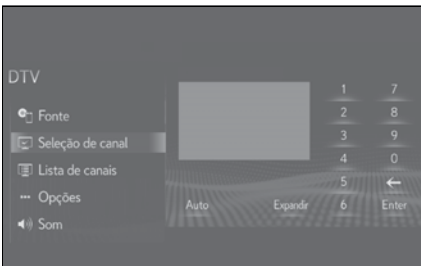 DTV
Fonte
Seleção de canal
Lista de canais
Opções
Som
Auto
Expandir
1 7
2 8
3 9
4 0
5 ←
6 Enter